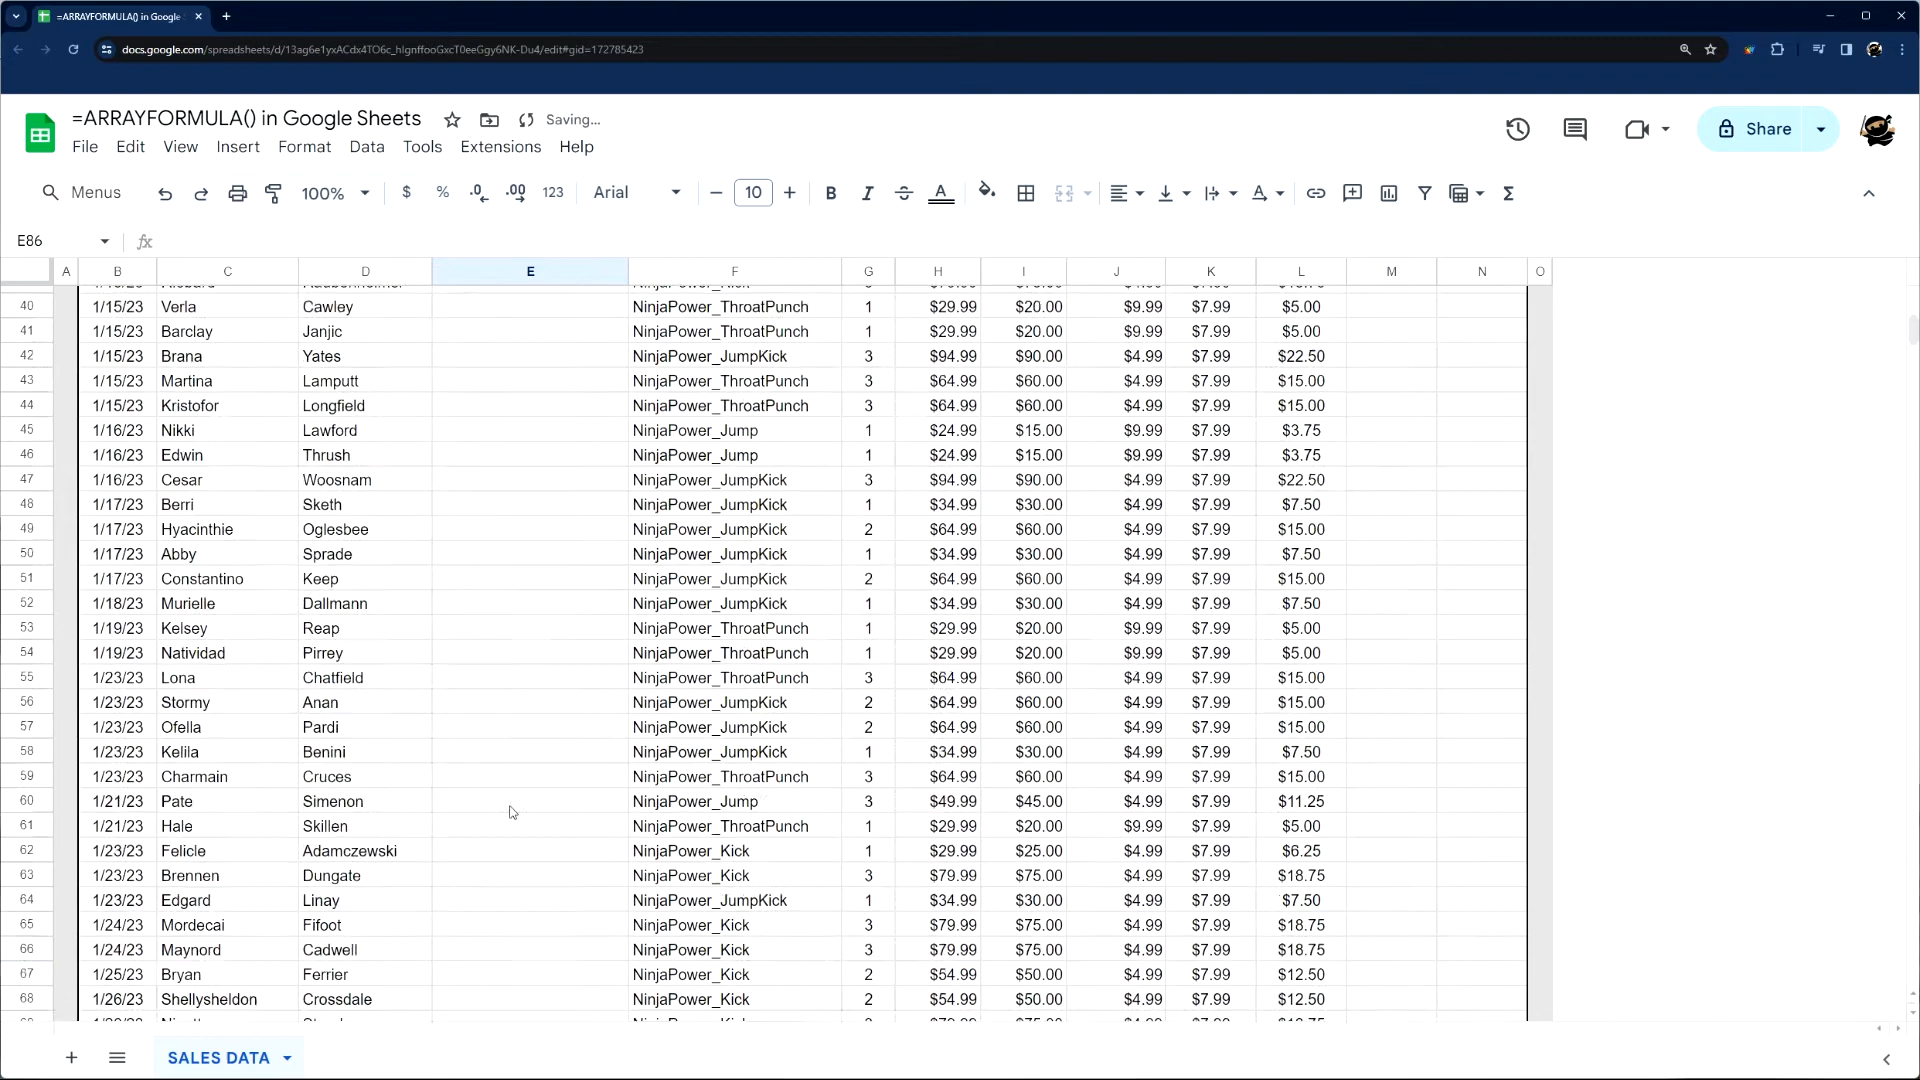 =ARRAYFORMULA() in Google
docs.google.com/spreadsheets/d/13ag6e1yxACdx4TO6c_hIgnffooGxcT0eeGgy6NK-Du4/edit#gid=172785423
=ARRAYFORMULA() in Google Sheets Saving...
File Edit View Insert Format Data Tools Extensions Help
Share
Menus 100% $ % .0 .00 123 Arial 10 B I A
E86 fx
A B C D E F G H I J K L M N O
40 1/15/23 Verla Cawley NinjaPower_ThroatPunch 1 $29.99 $20.00 $9.99 $7.99 $5.00
41 1/15/23 Barclay Janjic NinjaPower_ThroatPunch 1 $29.99 $20.00 $9.99 $7.99 $5.00
42 1/15/23 Brana Yates NinjaPower_JumpKick 3 $94.99 $90.00 $4.99 $7.99 $22.50
43 1/15/23 Martina Lamputt NinjaPower_ThroatPunch 3 $64.99 $60.00 $4.99 $7.99 $15.00
44 1/15/23 Kristofor Longfield NinjaPower_ThroatPunch 3 $64.99 $60.00 $4.99 $7.99 $15.00
45 1/16/23 Nikki Lawford NinjaPower_Jump 1 $24.99 $15.00 $9.99 $7.99 $3.75
46 1/16/23 Edwin Thrush NinjaPower_Jump 1 $24.99 $15.00 $9.99 $7.99 $3.75
47 1/16/23 Cesar Woosnam NinjaPower_JumpKick 3 $94.99 $90.00 $4.99 $7.99 $22.50
48 1/17/23 Berri Sketh NinjaPower_JumpKick 1 $34.99 $30.00 $4.99 $7.99 $7.50
49 1/17/23 Hyacinthie Oglesbee NinjaPower_JumpKick 2 $64.99 $60.00 $4.99 $7.99 $15.00
50 1/17/23 Abby Sprade NinjaPower_JumpKick 1 $34.99 $30.00 $4.99 $7.99 $7.50
51 1/17/23 Constantino Keep NinjaPower_JumpKick 2 $64.99 $60.00 $4.99 $7.99 $15.00
52 1/18/23 Murielle Dallmann NinjaPower_JumpKick 1 $34.99 $30.00 $4.99 $7.99 $7.50
53 1/19/23 Kelsey Reap NinjaPower_ThroatPunch 1 $29.99 $20.00 $9.99 $7.99 $5.00
54 1/19/23 Natividad Pirrey NinjaPower_ThroatPunch 1 $29.99 $20.00 $9.99 $7.99 $5.00
55 1/23/23 Lona Chatfield NinjaPower_ThroatPunch 3 $64.99 $60.00 $4.99 $7.99 $15.00
56 1/23/23 Stormy Anan NinjaPower_JumpKick 2 $64.99 $60.00 $4.99 $7.99 $15.00
57 1/23/23 Ofella Pardi NinjaPower_JumpKick 2 $64.99 $60.00 $4.99 $7.99 $15.00
58 1/23/23 Kelila Benini NinjaPower_JumpKick 1 $34.99 $30.00 $4.99 $7.99 $7.50
59 1/23/23 Charmain Cruces NinjaPower_ThroatPunch 3 $64.99 $60.00 $4.99 $7.99 $15.00
60 1/21/23 Pate Simenon NinjaPower_Jump 3 $49.99 $45.00 $4.99 $7.99 $11.25
61 1/21/23 Hale Skillen NinjaPower_ThroatPunch 1 $29.99 $20.00 $9.99 $7.99 $5.00
62 1/23/23 Felicle Adamczewski NinjaPower_Kick 1 $29.99 $25.00 $4.99 $7.99 $6.25
63 1/23/23 Brennen Dungate NinjaPower_Kick 3 $79.99 $75.00 $4.99 $7.99 $18.75
64 1/23/23 Edgard Linay NinjaPower_JumpKick 1 $34.99 $30.00 $4.99 $7.99 $7.50
65 1/24/23 Mordecai Fifoot NinjaPower_Kick 3 $79.99 $75.00 $4.99 $7.99 $18.75
66 1/24/23 Maynord Cadwell NinjaPower_Kick 3 $79.99 $75.00 $4.99 $7.99 $18.75
67 1/25/23 Bryan Ferrier NinjaPower_Kick 2 $54.99 $50.00 $4.99 $7.99 $12.50
68 1/26/23 Shellysheldon Crossdale NinjaPower_Kick 2 $54.99 $50.00 $4.99 $7.99 $12.50
SALES DATA